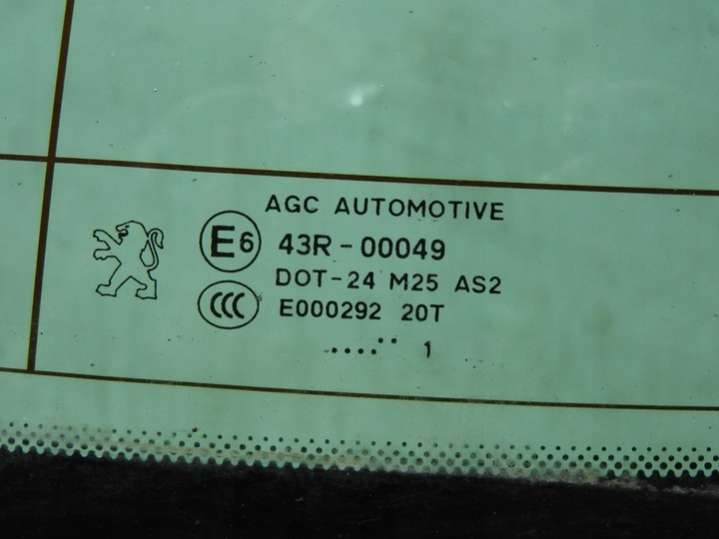 AGC AUTOMOTIVE
E6 43R-00049
DOT-24 M25 AS2
CCC E000292 20T
.....·· 1